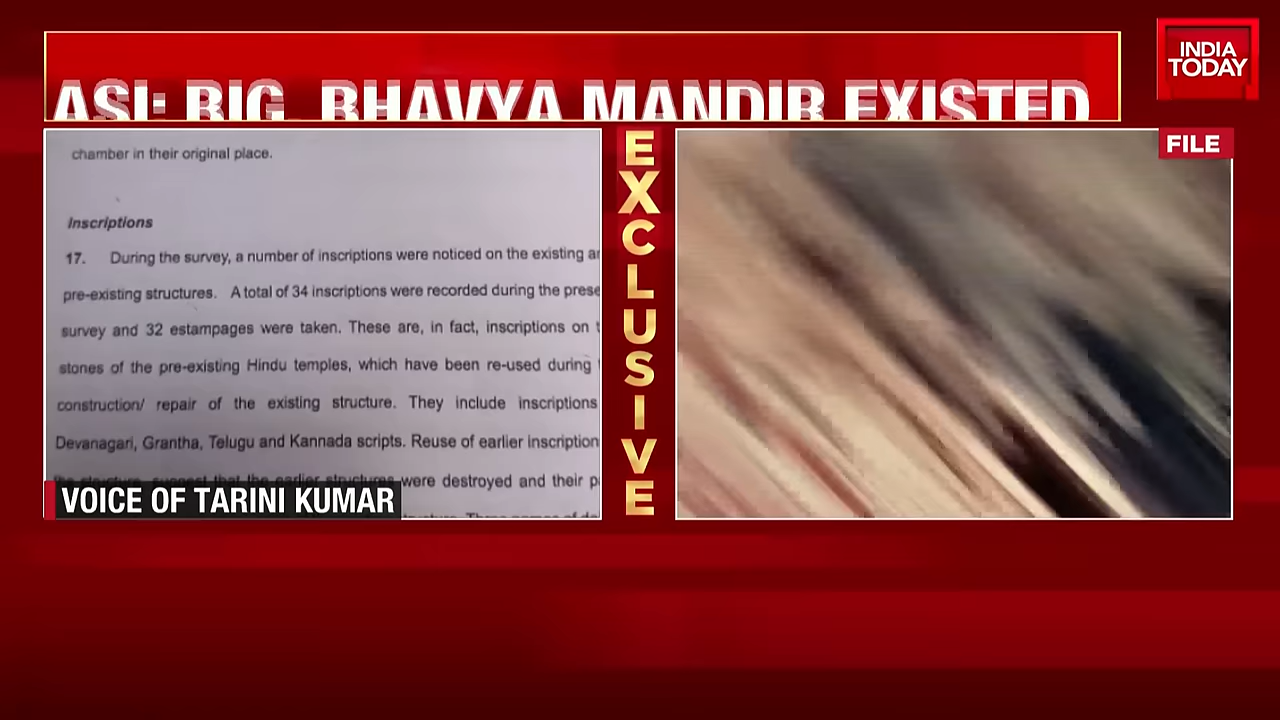 ASI: BIG, BHAVYA MANDIR EXISTED
INDIA
TODAY
chamber in their original place.
Inscriptions
17. During the survey, a number of inscriptions were noticed on the existing
pre-existing structures. A total of 34 inscriptions were recorded during the
survey and 32 estampages were taken. These are, in fact, inscriptions on
stones of the pre-existing Hindu temples, which have been re-used during
construction/ repair of the existing structure. They include inscriptions
Devanagari, Grantha, Telugu and Kannada scripts. Reuse of earlier
the earlier structures were destroyed and their
VOICE OF TARINI KUMAR
EXCLUSIVE
FILE